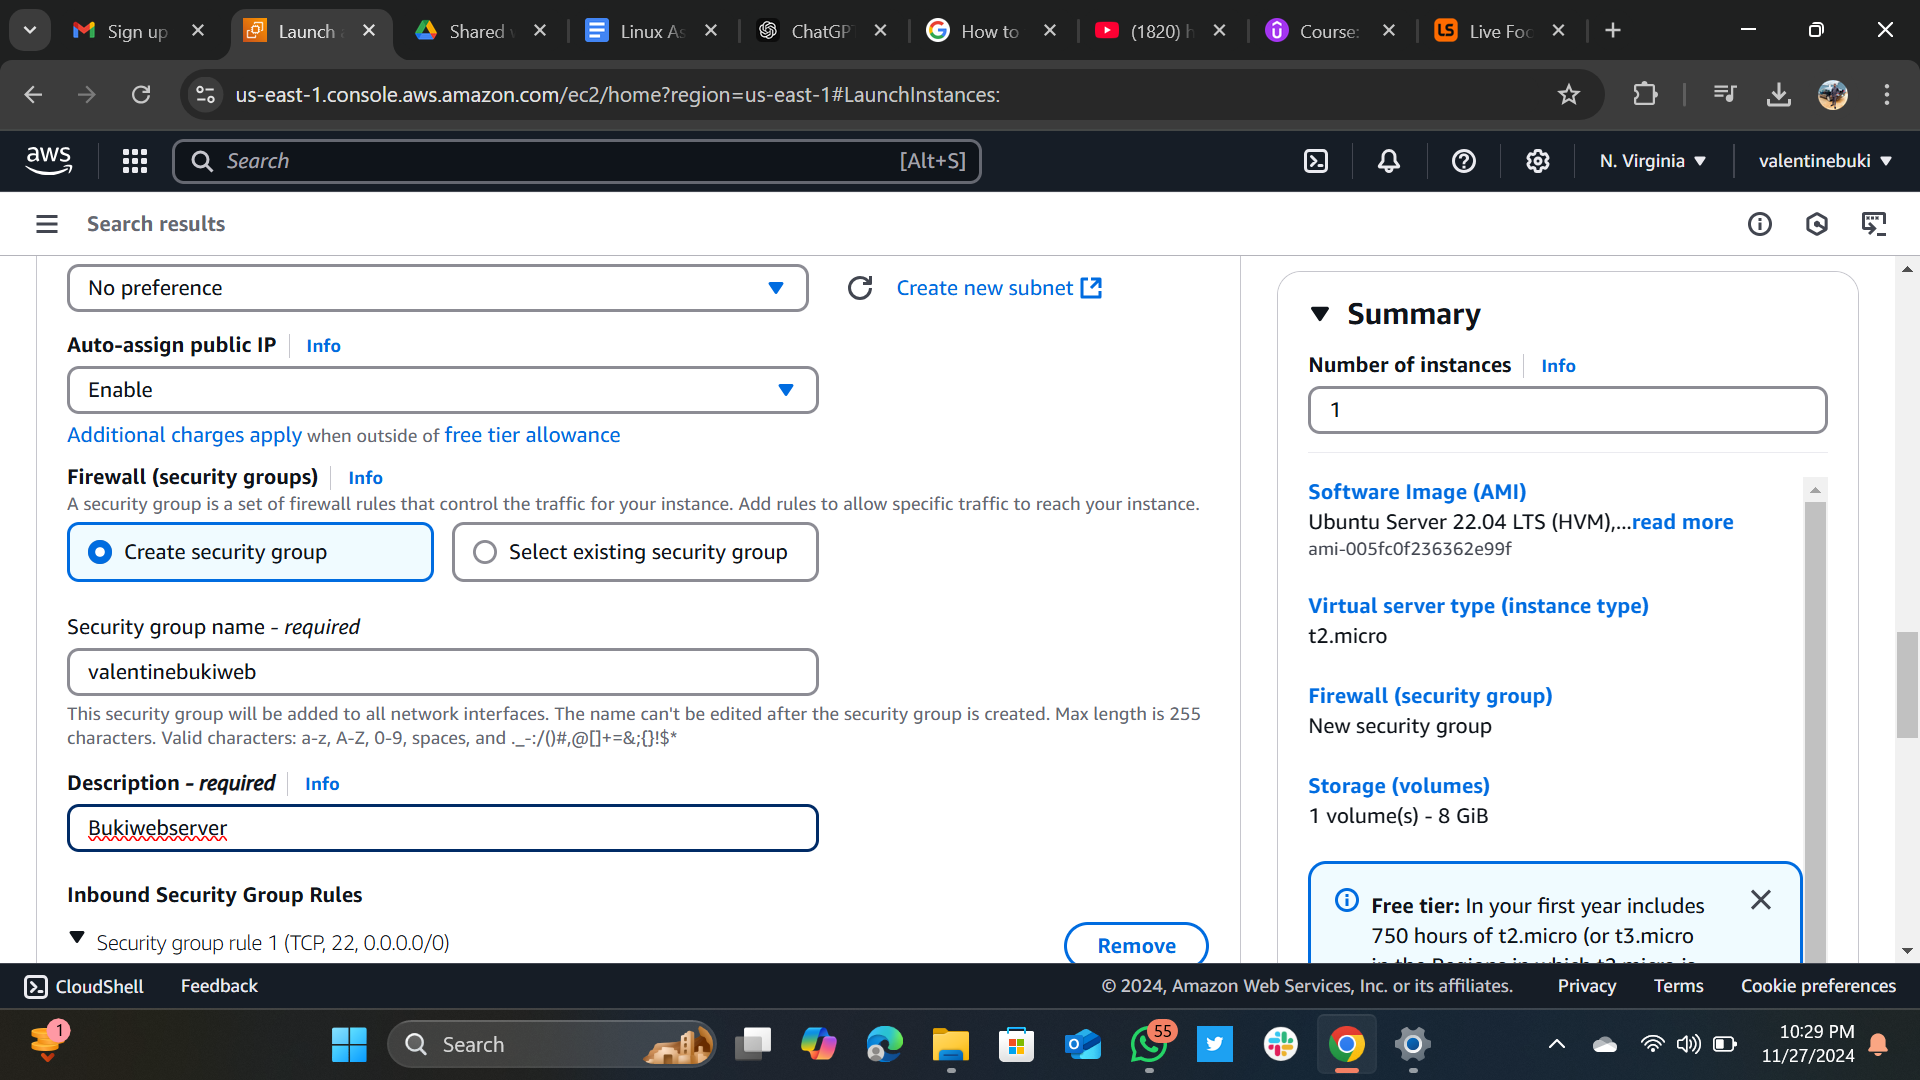 Sign up
Launch
Shared
Linux As
ChatGP
How to
(1820) h
Course:
Live Foo
us-east-1.console.aws.amazon.com/ec2/home?region=us-east-1#LaunchInstances:
aws
Search
[Alt+S]
N. Virginia
valentinebuki
Search results
No preference
Create new subnet
Auto-assign public IP
Info
Enable
Additional charges apply when outside of free tier allowance
Firewall (security groups)
Info
A security group is a set of firewall rules that control the traffic for your instance. Add rules to allow specific traffic to reach your instance.
Create security group
Select existing security group
Security group name - required
valentinebukiweb
This security group will be added to all network interfaces. The name can't be edited after the security group is created. Max length is 255
characters. Valid characters: a-z, A-Z, 0-9, spaces, and ._-:/()#,@[]+=&;{}!$*
Description - required
Info
Bukiwebserver
Inbound Security Group Rules
Security group rule 1 (TCP, 22, 0.0.0.0/0)
Remove
Summary
Number of instances
Info
1
Software Image (AMI)
Ubuntu Server 22.04 LTS (HVM),...read more
ami-005fc0f236362e99f
Virtual server type (instance type)
t2.micro
Firewall (security group)
New security group
Storage (volumes)
1 volume(s) - 8 GiB
Free tier: In your first year includes
750 hours of t2.micro (or t3.micro
in the Regions in which t2.micro is
CloudShell
Feedback
© 2024, Amazon Web Services, Inc. or its affiliates.
Privacy
Terms
Cookie preferences
1
Search
55
10:29 PM
11/27/2024